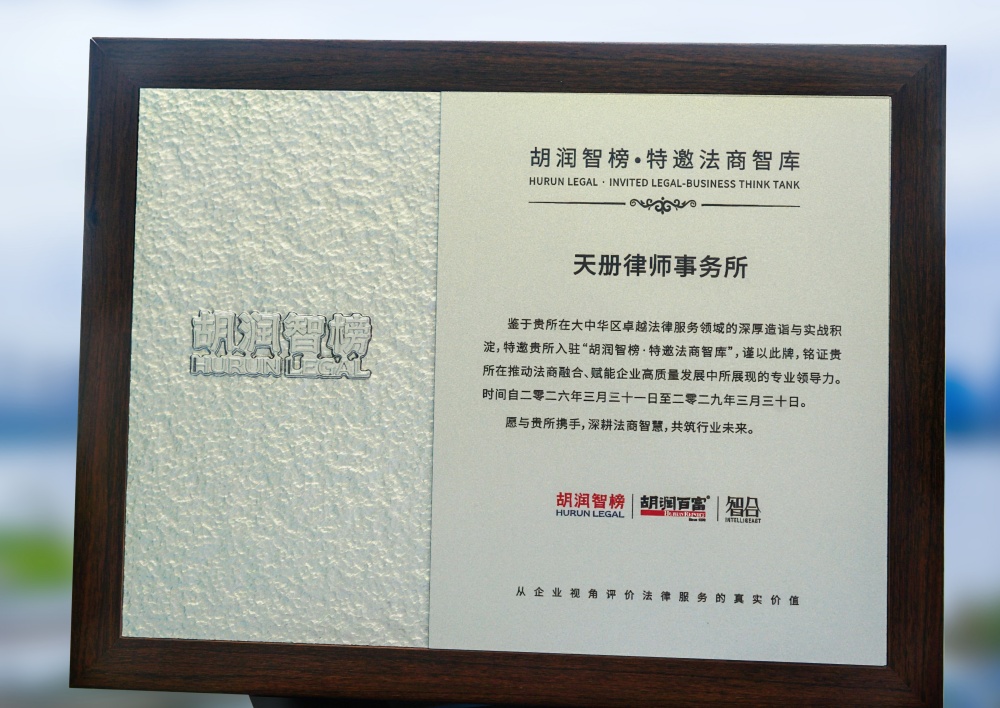 胡润智榜
HURUN LEGAL
胡润智榜·特邀法商智库
HURUN LEGAL · INVITED LEGAL-BUSINESS THINK TANK
天册律师事务所
鉴于贵所在大中华区卓越法律服务领域的深厚造诣与实战积
淀，特邀贵所入驻“胡润智榜·特邀法商智库”，谨以此牌，铭证贵
所在推动法商融合、赋能企业高质量发展中所展现的专业领导力。
时间自二零二六年三月三十一日至二零二九年三月三十日。
愿与贵所携手，深耕法商智慧，共筑行业未来。
胡润智榜
HURUN LEGAL
胡润百富
HURUN REPORT
Since 1999
智合
INTELLIGEAST
从企业视角评价法律服务的真实价值